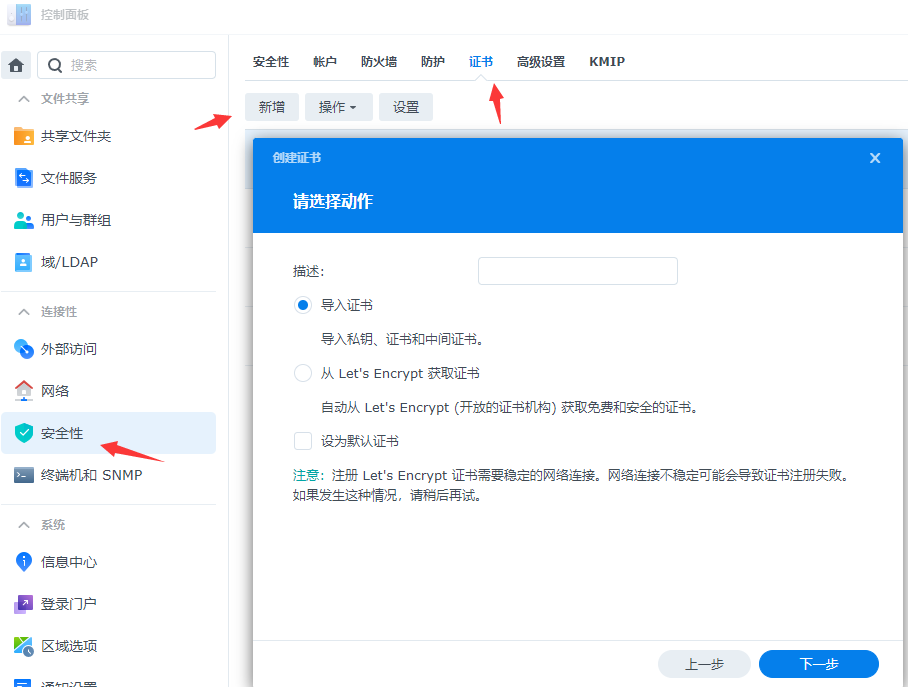 控制面板
搜索
文件共享
共享文件夹
文件服务
用户与群组
域/LDAP
连接性
外部访问
网络
安全性
终端机和 SNMP
系统
信息中心
登录门户
区域选项
通知设置
安全性 帐户 防火墙 防护 证书 高级设置 KMIP
新增 操作 设置
创建证书
请选择动作
描述:
导入证书
导入私钥、证书和中间证书。
从 Let's Encrypt 获取证书
自动从 Let's Encrypt (开放的证书机构) 获取免费和安全的证书。
设为默认证书
注意: 注册 Let's Encrypt 证书需要稳定的网络连接。网络连接不稳定可能会导致证书注册失败。
如果发生这种情况，请稍后再试。
上一步 下一步